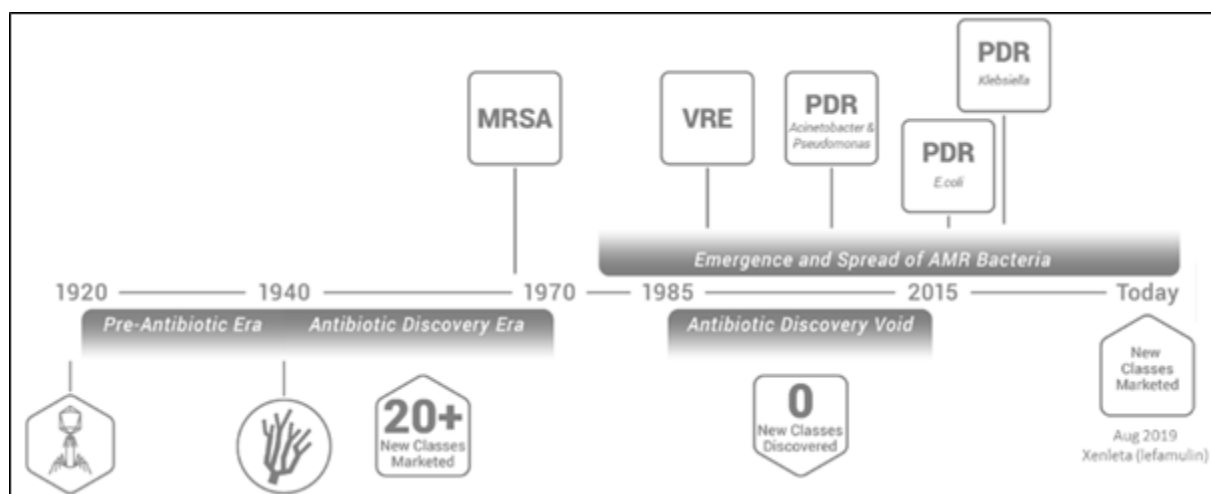 PDR
Klebsiella
MRSA
VRE
PDR
Acinetobacter &
Pseudomonas
PDR
E.coli
Emergence and Spread of AMR Bacteria
1920
1940
1970
1985
2015
Today
Pre-Antibiotic Era
Antibiotic Discovery Era
Antibiotic Discovery Void
20+
New Classes
Marketed
0
New Classes
Discovered
New
Classes
Marketed
Aug 2019
Xenleta (lefamulin)